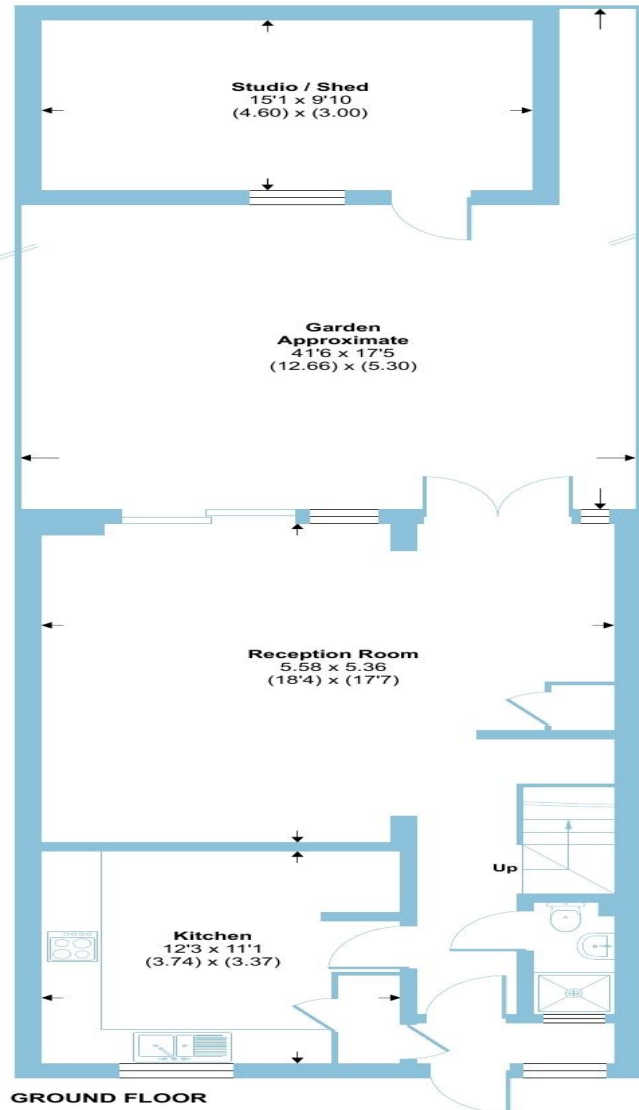 Studio / Shed
15'1 x 9'10
(4.60) x (3.00)
Garden
Approximate
41'6 x 17'5
(12.66) x (5.30)
Reception Room
5.58 x 5.36
(18'4) x (17'7)
Up
Kitchen
12'3 x 11'1
(3.74) x (3.37)
GROUND FLOOR